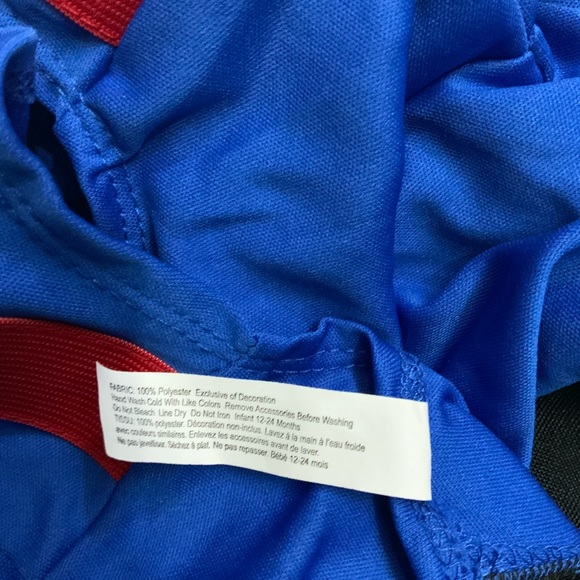 FABRIC: 100% Polyester Exclusive of Decoration
Hand Wash Cold With Like Colors Remove Accessories Before Washing
Do Not Bleach Line Dry Do Not Iron Infant 12-24 Months
TISSU: 100% polyester. Décoration non-inclus. Lavez à la main à l'eau froide
avec couleurs similaires. Enlevez les accessoires avant de laver.
Ne pas javelliser. Séchez à plat. Ne pas repasser. Bébé 12-24 mois